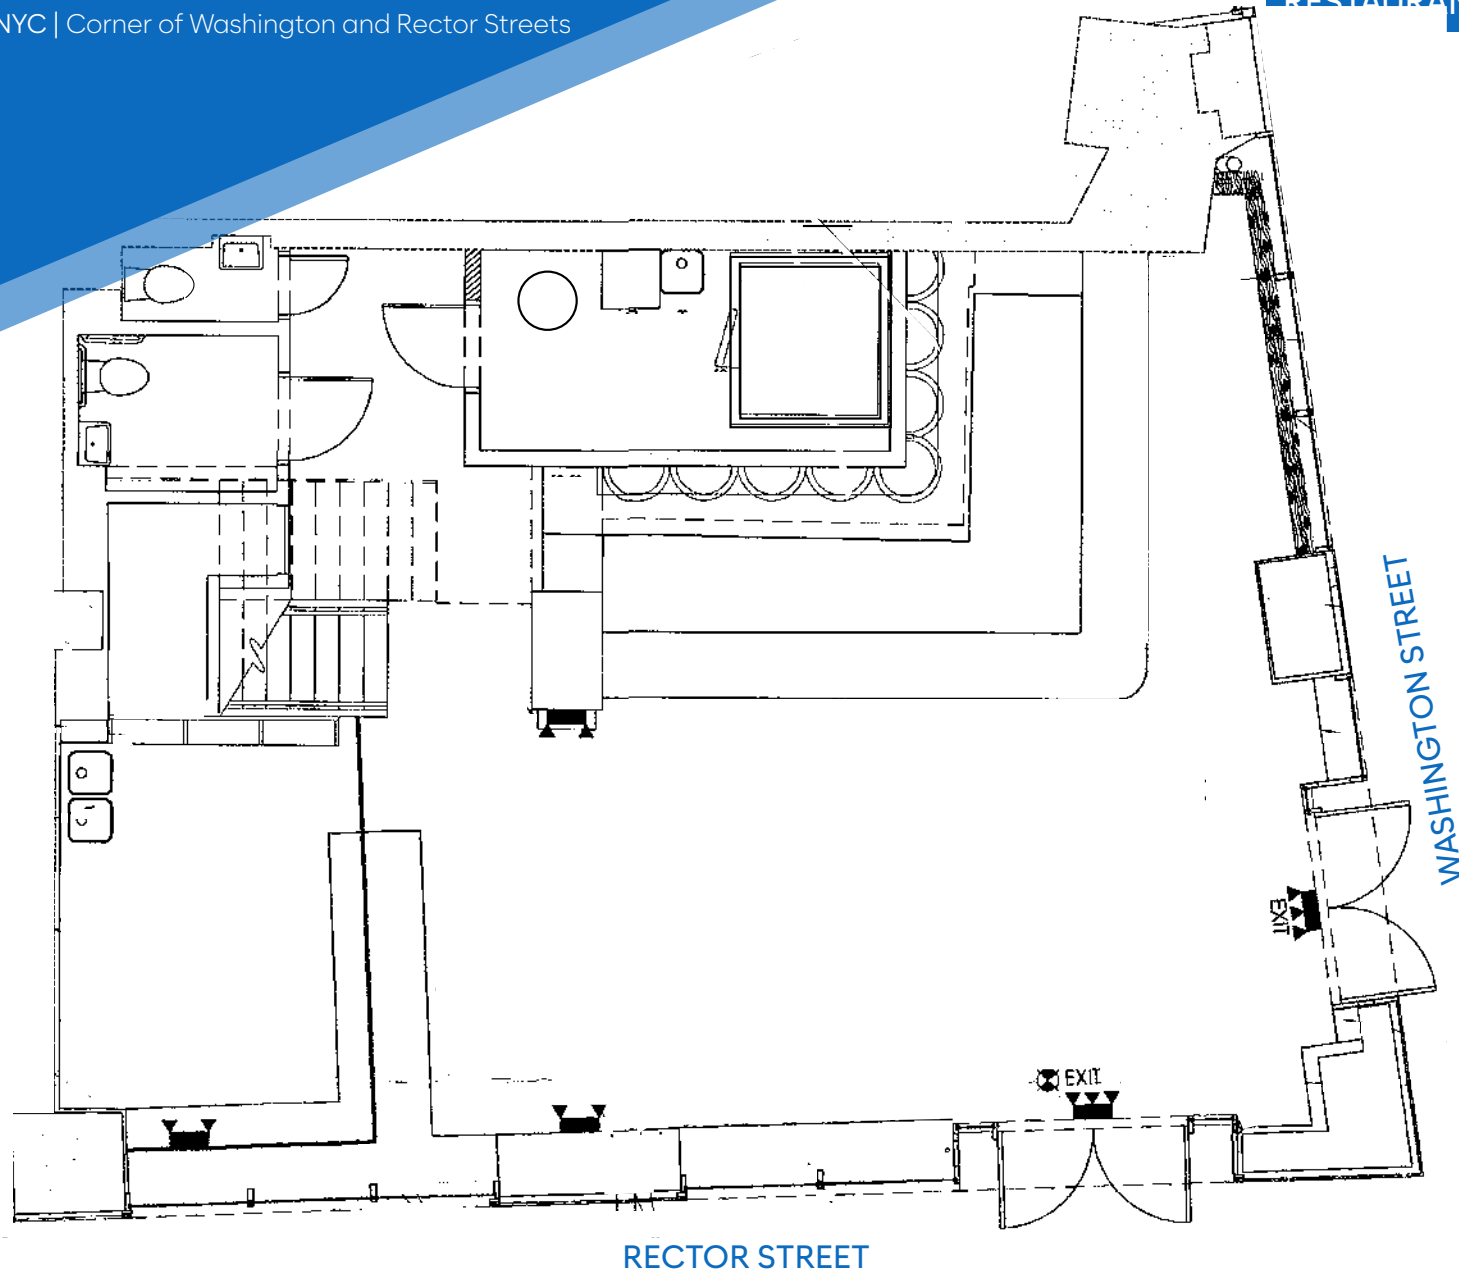 NYC | Corner of Washington and Rector Streets
WASHINGTON STREET
EXIT
EXIT
RECTOR STREET